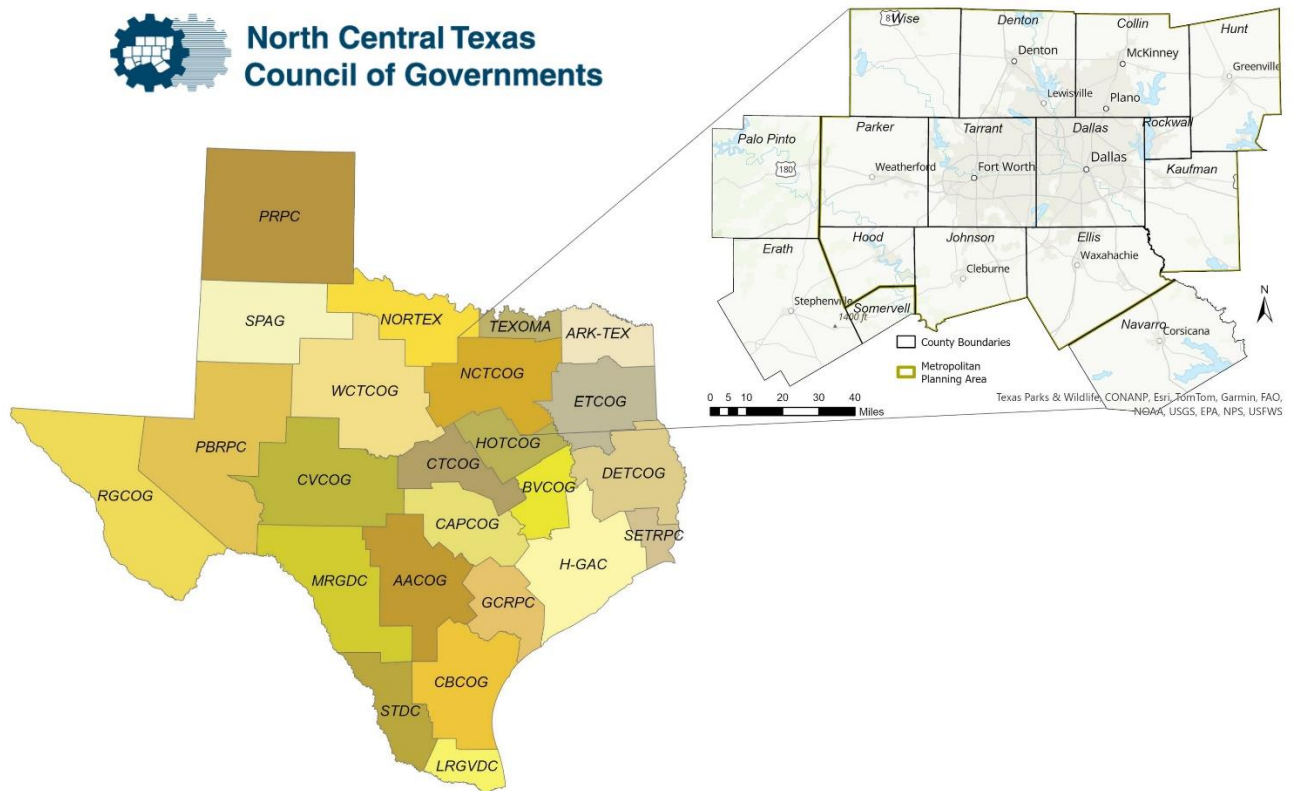 North Central Texas
Council of Governments
PRPC
SPAG
NORTEX
TEXOMA
ARK-TEX
WCTCOG
NCTCOG
ETCOG
PBRPC
CVCOG
CTCOG
HOTCOG
DETCOG
RGCOG
BVCOG
CAPCOG
SETRPC
H-GAC
MRGDC
AACOG
GCRPC
CBCOG
STDC
LRGVDC
Wise
Denton
Collin
Hunt
Denton
McKinney
Greenville
Lewisville
Plano
Rockwall
Palo Pinto
Parker
Tarrant
Dallas
180
Weatherford
Fort Worth
Dallas
Kaufman
Erath
Hood
Johnson
Ellis
Cleburne
Waxahachie
Stephenville
Somervell
1400 ft
Navarro
Corsicana
N
County Boundaries
Metropolitan
Planning Area
0 5 10 20 30 40
Miles
Texas Parks & Wildlife, CONANP, Esri, TomTom, Garmin, FAO,
NOAA, USGS, EPA, NPS, USFWS